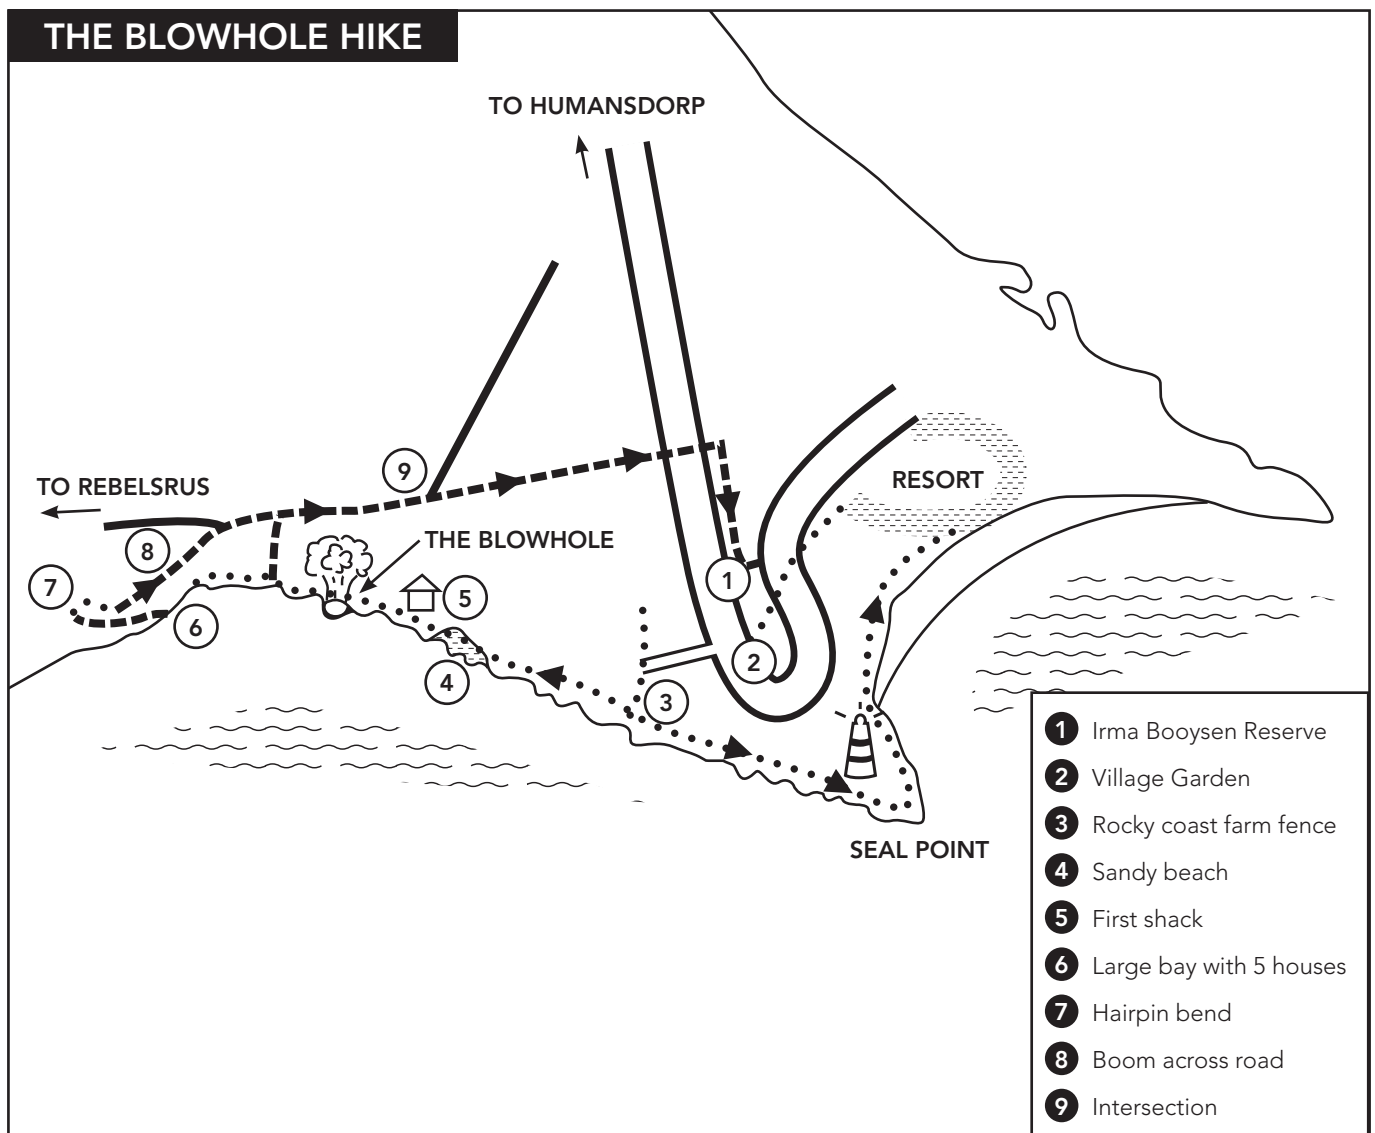 THE BLOWHOLE HIKE
TO HUMANSDORP
9
TO REBELSRUS
RESORT
THE BLOWHOLE
8
7
1
5
6
2
4
3
SEAL POINT
1 Irma Booysen Reserve
2 Village Garden
3 Rocky coast farm fence
4 Sandy beach
5 First shack
6 Large bay with 5 houses
7 Hairpin bend
8 Boom across road
9 Intersection